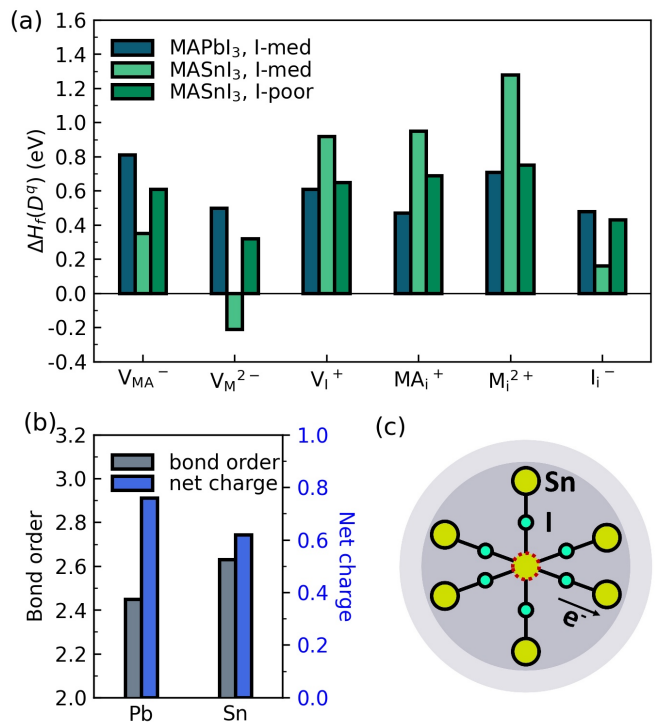 (a)
ΔH_f(D^q) (eV)
1.6
1.4
1.2
1.0
0.8
0.6
0.4
0.2
0.0
-0.2
-0.4
MAPbI₃, I-med
MASnI₃, I-med
MASnI₃, I-poor
V_MA⁻ V_M²⁻ V_I⁺ MA_i⁺ M_i²⁺ I_i⁻
(b)
Bond order
3.2
3.0
2.8
2.6
2.4
2.2
2.0
bond order
net charge
Pb Sn
1.0
0.8
0.6
0.4
0.2
0.0
Net charge
(c)
Sn
I
e⁻